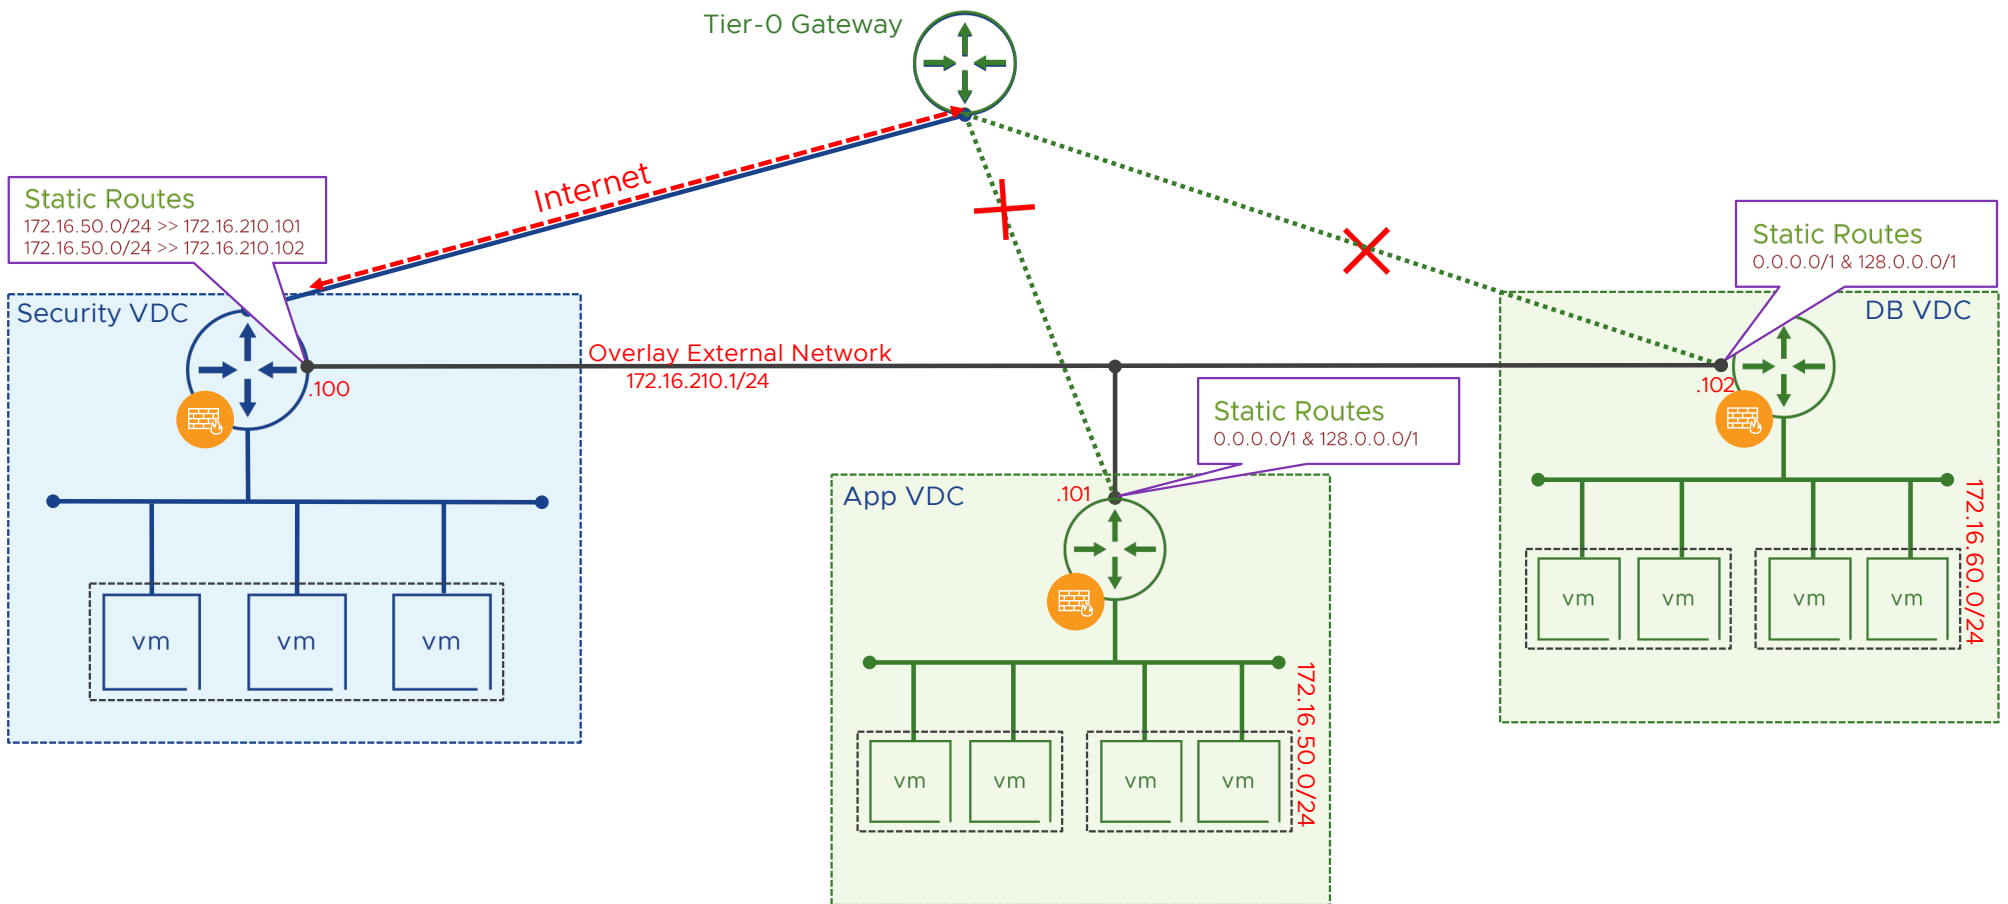 Tier-0 Gateway
Internet
Static Routes
172.16.50.0/24 >> 172.16.210.101
172.16.50.0/24 >> 172.16.210.102
Static Routes
0.0.0.0/1 & 128.0.0.0/1
Security VDC
DB VDC
Overlay External Network
172.16.210.1/24
.100
.102
Static Routes
0.0.0.0/1 & 128.0.0.0/1
App VDC
.101
172.16.60.0/24
vm
vm
vm
vm
vm
vm
vm
172.16.50.0/24
vm
vm
vm
vm